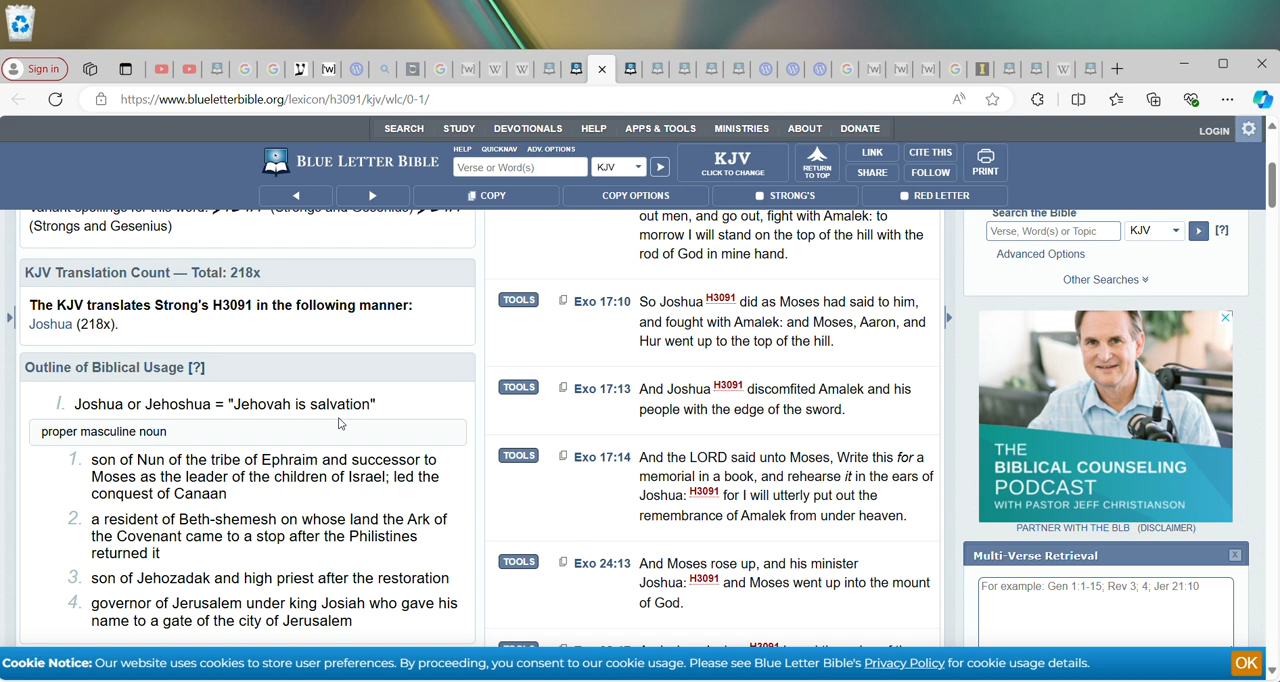 Sign in
https://www.blueletterbible.org/lexicon/h3091/kjv/wlc/0-1/
SEARCH STUDY DEVOTIONALS HELP APPS & TOOLS MINISTRIES ABOUT DONATE
LOGIN
BLUE LETTER BIBLE
HELP QUICKNAV ADV. OPTIONS
Verse or Word(s)
KJV
KJV
CLICK TO CHANGE
RETURN
TO TOP
LINK
CITE THIS
SHARE
FOLLOW
PRINT
COPY
COPY OPTIONS
STRONG'S
RED LETTER
(Strongs and Gesenius)
KJV Translation Count — Total: 218x
The KJV translates Strong's H3091 in the following manner:
Joshua (218x).
Outline of Biblical Usage [?]
I. Joshua or Jehoshua = "Jehovah is salvation"
proper masculine noun
1. son of Nun of the tribe of Ephraim and successor to
Moses as the leader of the children of Israel; led the
conquest of Canaan
2. a resident of Beth-shemesh on whose land the Ark of
the Covenant came to a stop after the Philistines
returned it
3. son of Jehozadak and high priest after the restoration
4. governor of Jerusalem under king Josiah who gave his
name to a gate of the city of Jerusalem
out men, and go out, fight with Amalek: to
morrow I will stand on the top of the hill with the
rod of God in mine hand.
TOOLS Exo 17:10 So Joshua H3091 did as Moses had said to him,
and fought with Amalek: and Moses, Aaron, and
Hur went up to the top of the hill.
TOOLS Exo 17:13 And Joshua H3091 discomfited Amalek and his
people with the edge of the sword.
TOOLS Exo 17:14 And the LORD said unto Moses, Write this for a
memorial in a book, and rehearse it in the ears of
Joshua: H3091 for I will utterly put out the
remembrance of Amalek from under heaven.
TOOLS Exo 24:13 And Moses rose up, and his minister
Joshua: H3091 and Moses went up into the mount
of God.
Search the Bible
Verse, Word(s) or Topic
KJV
[?]
Advanced Options
Other Searches
THE
BIBLICAL COUNSELING
PODCAST
WITH PASTOR JEFF CHRISTIANSON
PARTNER WITH THE BLB (DISCLAIMER)
Multi-Verse Retrieval
For example: Gen 1:1-15; Rev 3; 4; Jer 21:10
Cookie Notice: Our website uses cookies to store user preferences. By proceeding, you consent to our cookie usage. Please see Blue Letter Bible's Privacy Policy for cookie usage details.
OK